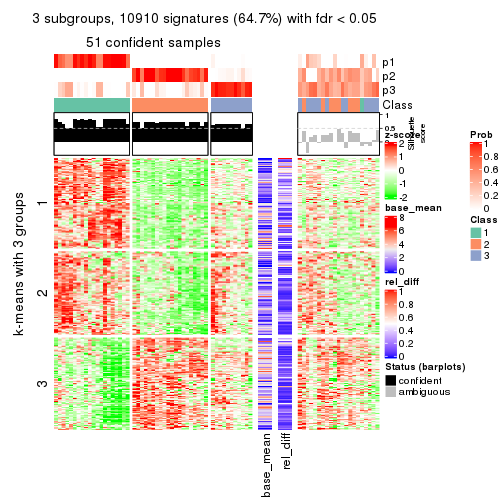 3 subgroups, 10910 signatures (64.7%) with fdr < 0.05
51 confident samples
p1
p2
p3
Class
1
0.5
0
Silhouette
score
k-means with 3 groups
1
2
3
base_mean
rel_diff
z-score
2
1
0
-1
-2
base_mean
8
6
4
2
0
rel_diff
1
0.8
0.6
0.4
0.2
0
Status (barplots)
confident
ambiguous
Prob
1
0.8
0.6
0.4
0.2
0
Class
1
2
3